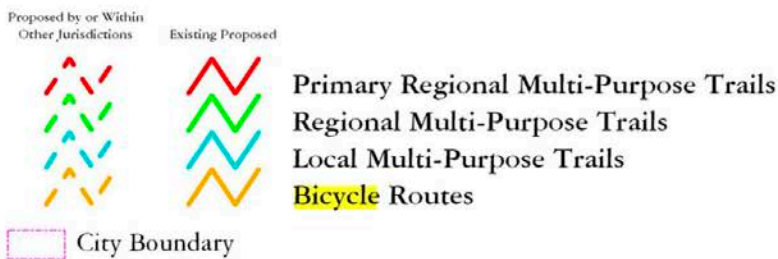 Proposed by or Within
Other Jurisdictions
Existing Proposed
Primary Regional Multi-Purpose Trails
Regional Multi-Purpose Trails
Local Multi-Purpose Trails
Bicycle Routes
City Boundary